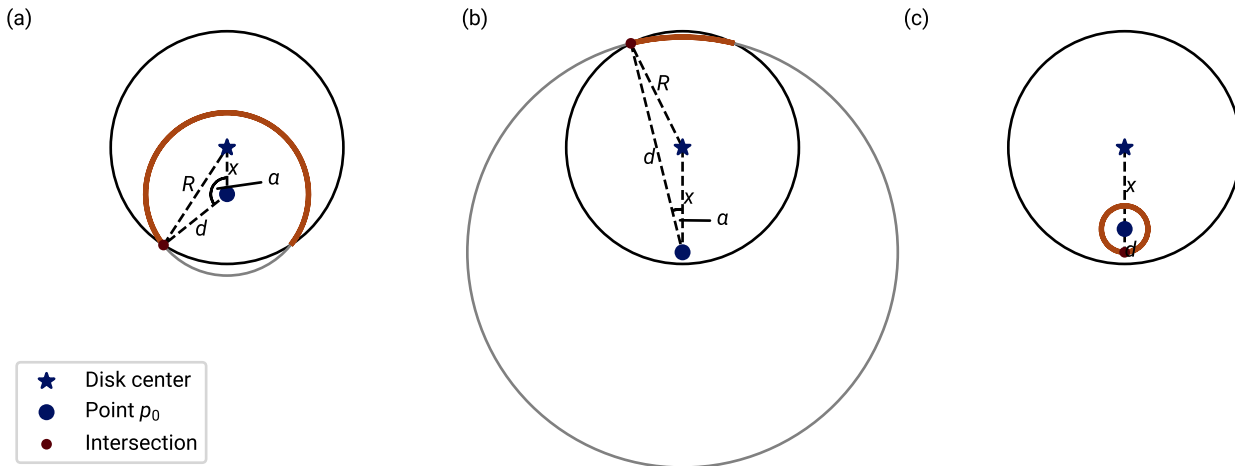 (a)
(b)
(c)
x
R
α
d
R
d
x
α
x
d
Disk center
Point p₀
Intersection